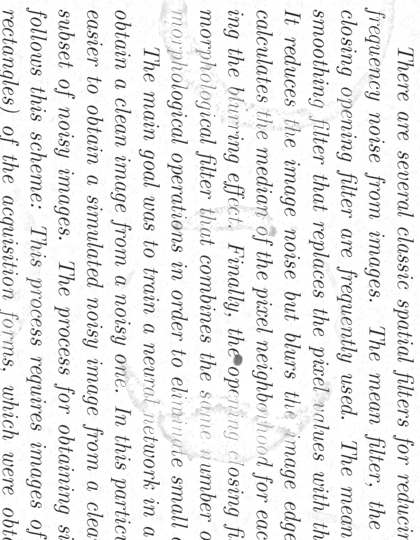 There are several classic spatial filters for reducin
frequency noise from images. The mean filter, the
closing opening filter are frequently used. The mean
smoothing filter that replaces the pixel values with th
It reduces the image noise but blurs the image edge
calculates the median of the pixel neighborhood for eac
ing the blurring effect. Finally, the opening closing fi
morphological filter that combines the same number o
morphological operations in order to eliminate small
The main goal was to train a neural network in a
obtain a clean image from a noisy one. In this particu
easier to obtain a simulated noisy image from a clea
subset of noisy images. The process for obtaining si
follows this scheme: This process requires images of
rectangles) of the acquisition forms, which were obt